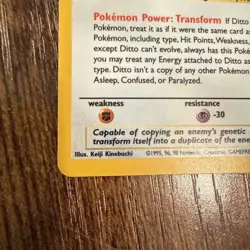 Pokémon Power: Transform If Ditto
Pokémon, treat it as if it were the same card a
Pokémon, including type, Hit Points, Weakness,
except Ditto can't evolve, always has this Pok
you may treat any Energy attached to Ditto as
type. Ditto isn't a copy of any other Pokémon
Asleep, Confused, or Paralyzed.
weakness resistance
-30
Capable of copying an enemy's genetic
transform itself into a duplicate of the ene
Illus. Keiji Kinebuchi ©1995, 96, 98 Nintendo, Creatures, GAMEFREAK